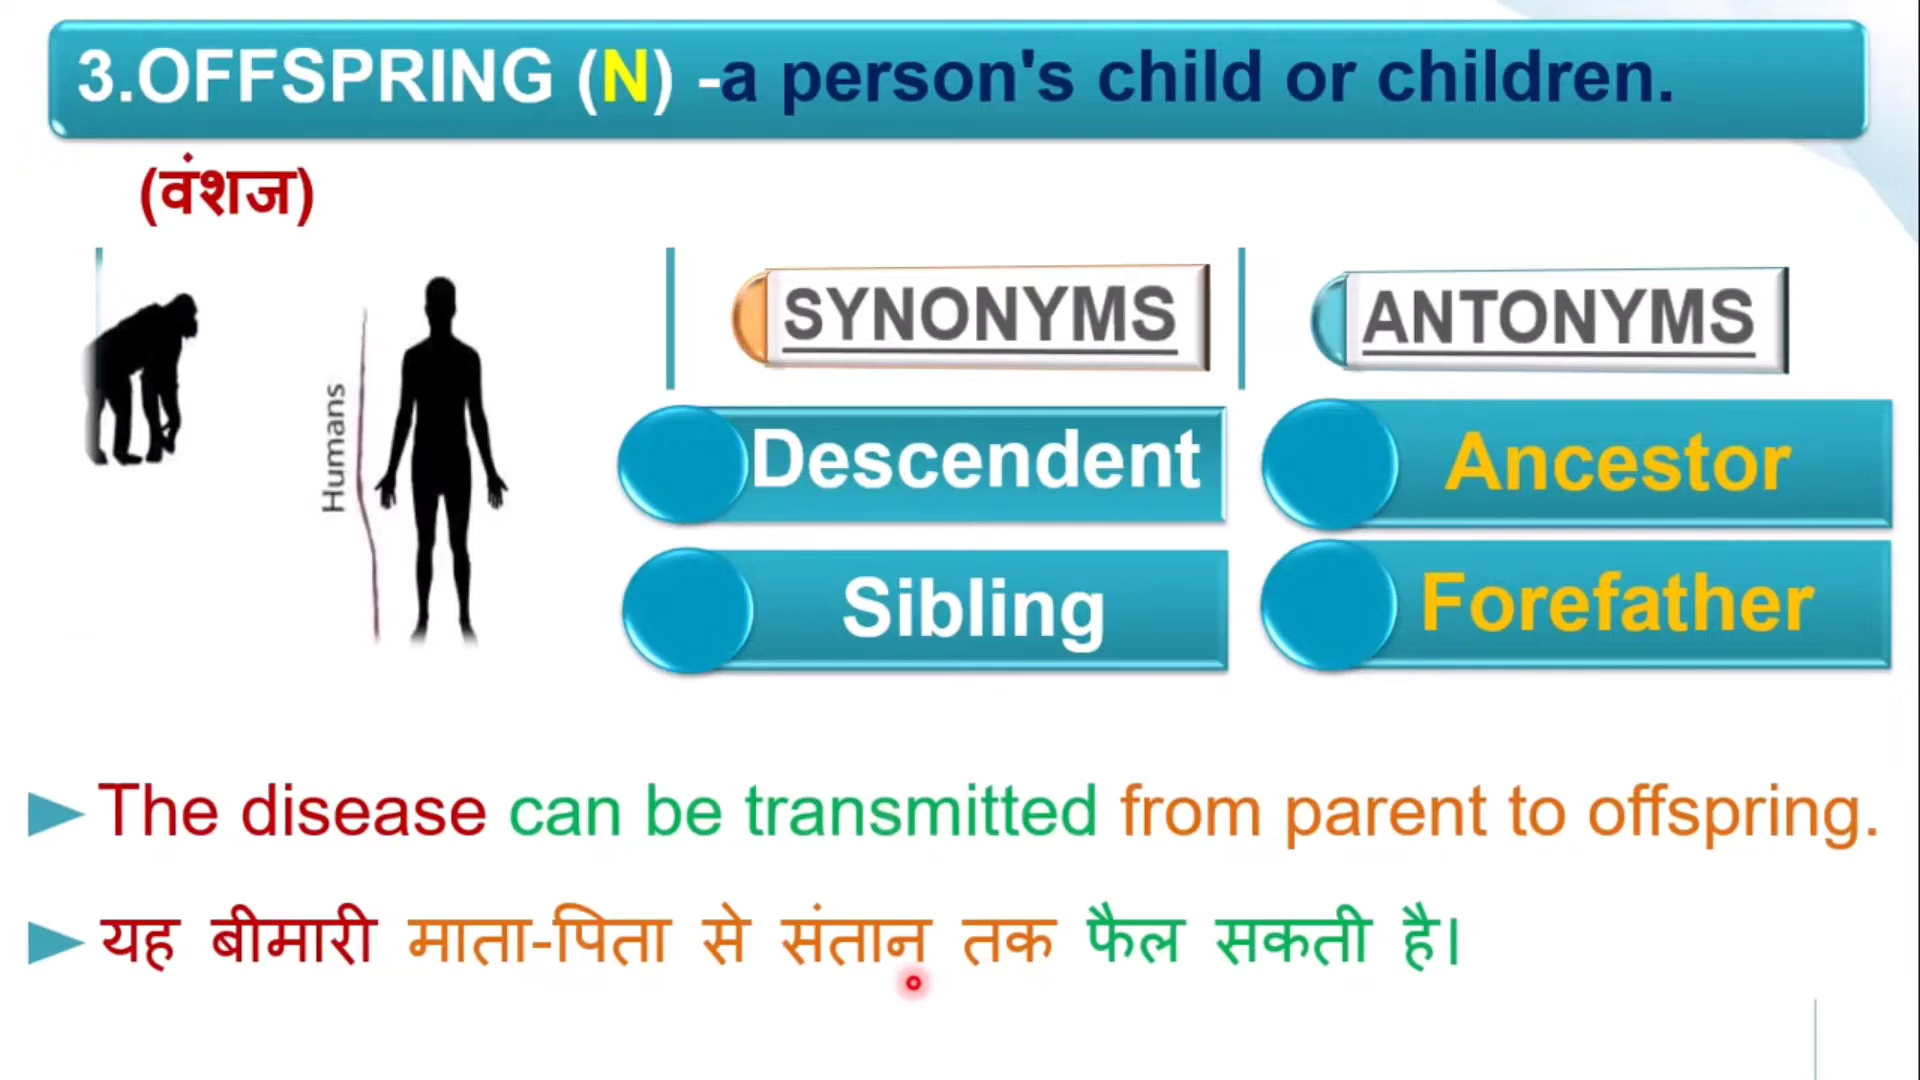 3.OFFSPRING (N) -a person's child or children.
(वंशज)
Humans
SYNONYMS
ANTONYMS
Descendent
Ancestor
Sibling
Forefather
The disease can be transmitted from parent to offspring.
यह बीमारी माता-पिता से संतान तक फैल सकती है।